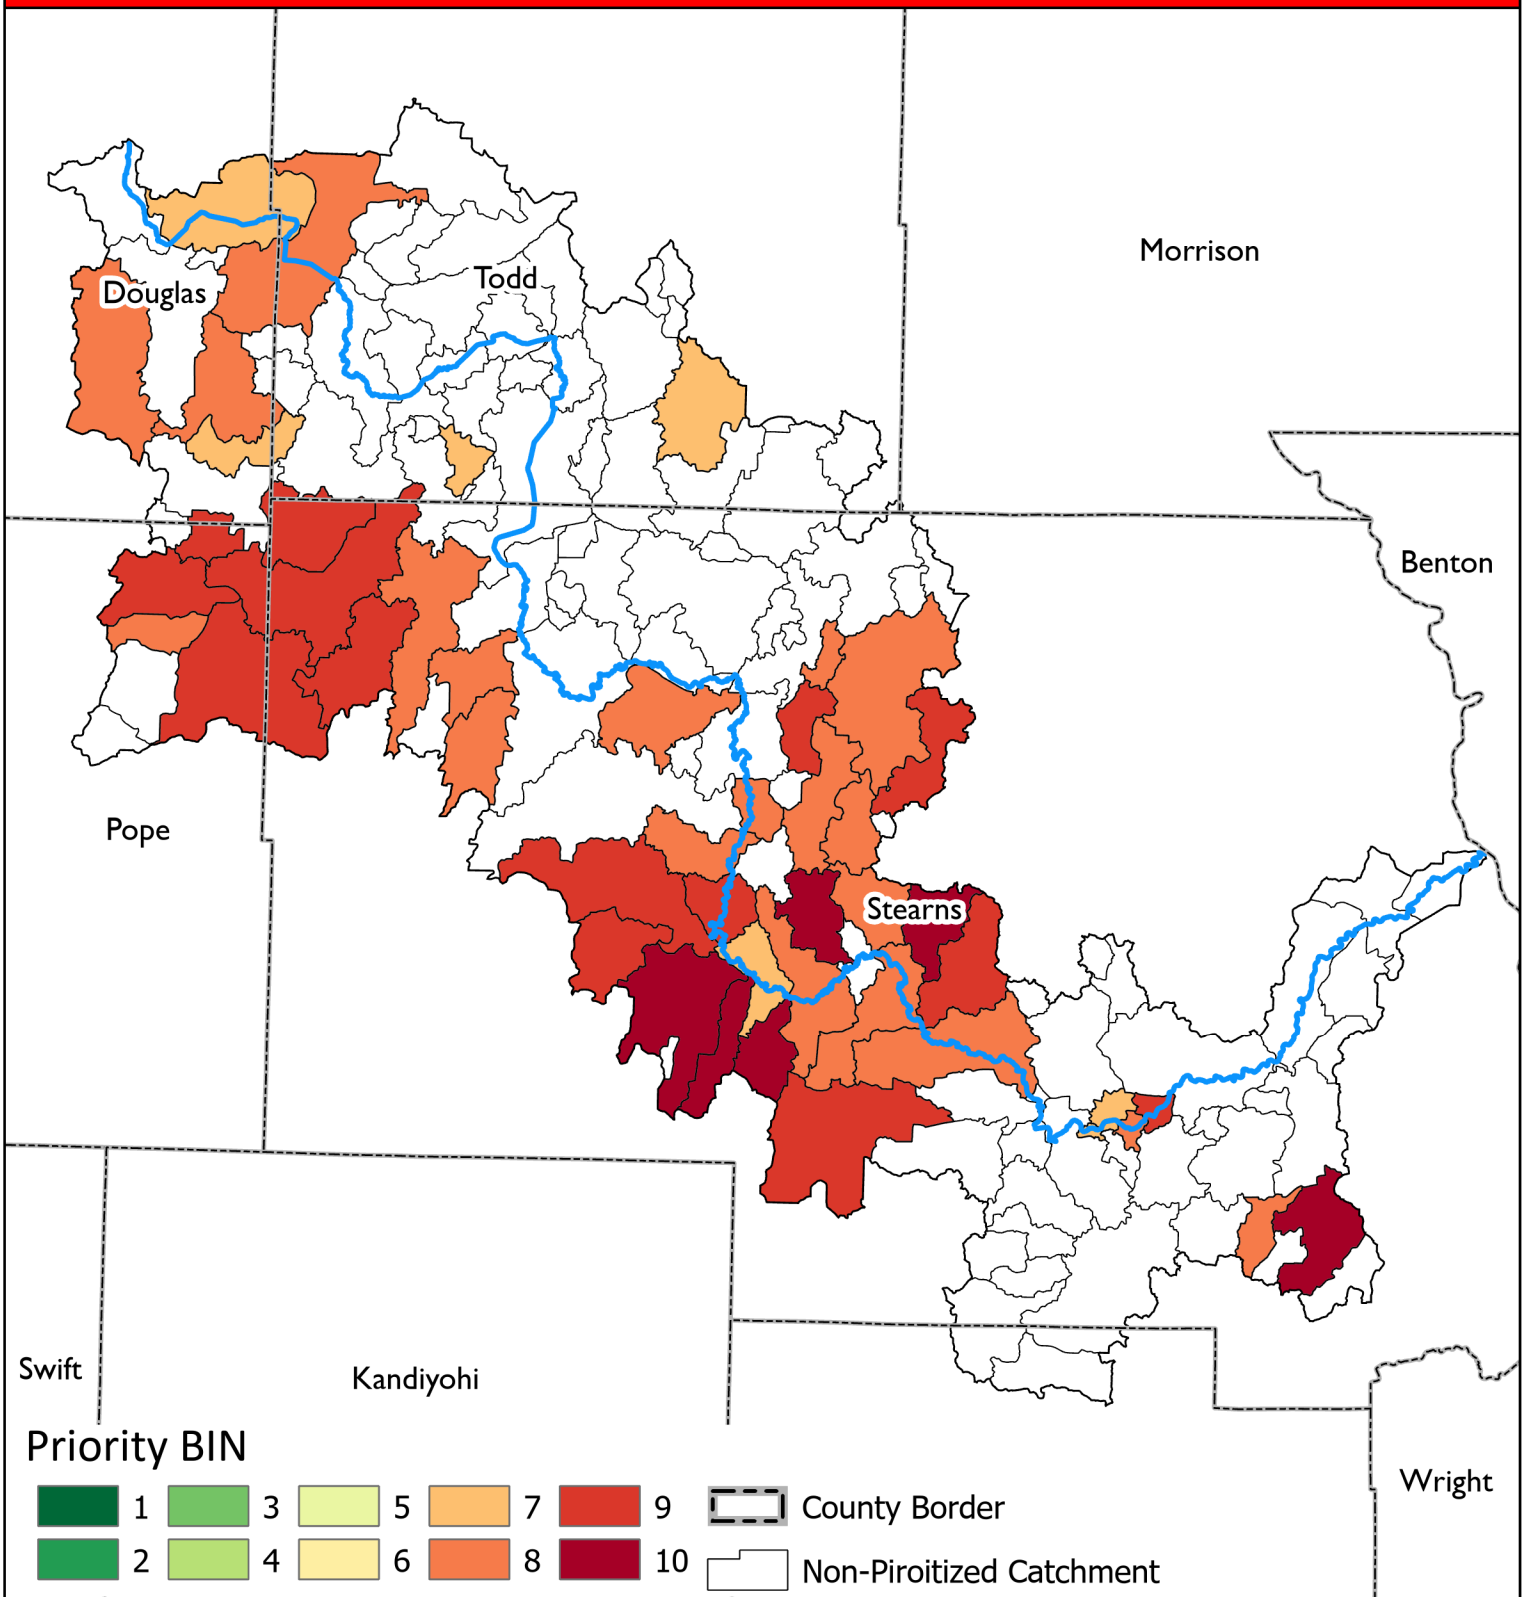 Morrison
Todd
Douglas
Benton
Pope
Stearns
Swift
Kandiyohi
Wright
Priority BIN
1 3 5 7 9 County Border
2 4 6 8 10 Non-Piroitized Catchment